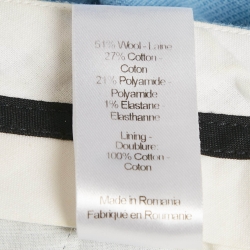 51% Wool - Laine
27% Cotton -
Coton
21% Polyamide -
Polyamide
1% Elastane -
Elasthanne
Lining -
Doublure:
100% Cotton -
Coton
Made in Romania
Fabrique en Roumanie